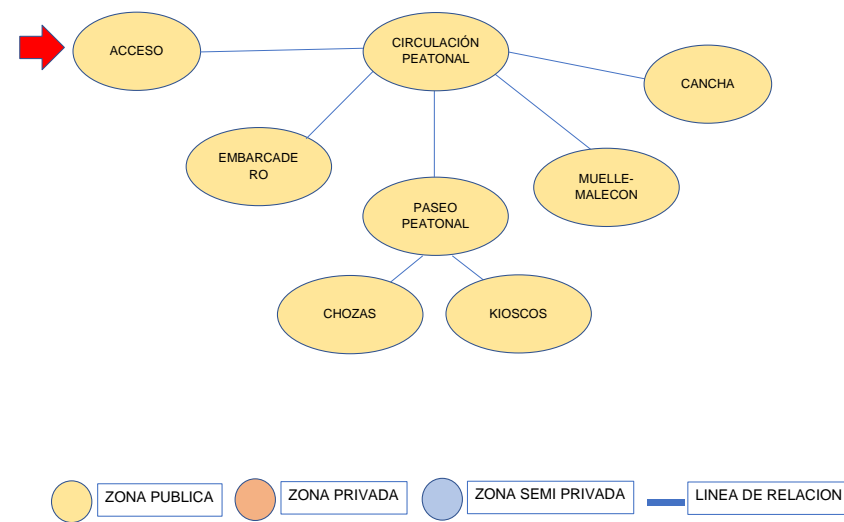 ACCESO
CIRCULACIÓN
PEATONAL
CANCHA
EMBARCADE
RO
MUELLE-
MALECON
PASEO
PEATONAL
CHOZAS
KIOSCOS
ZONA PUBLICA
ZONA PRIVADA
ZONA SEMI PRIVADA
LINEA DE RELACION